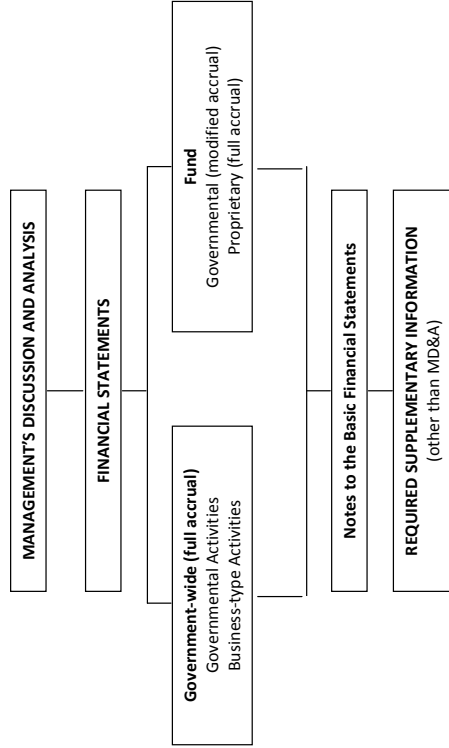 MANAGEMENT'S DISCUSSION AND ANALYSIS
FINANCIAL STATEMENTS
Government-wide (full accrual)
Governmental Activities
Business-type Activities
Fund
Governmental (modified accrual)
Proprietary (full accrual)
Notes to the Basic Financial Statements
REQUIRED SUPPLEMENTARY INFORMATION
(other than MD&A)